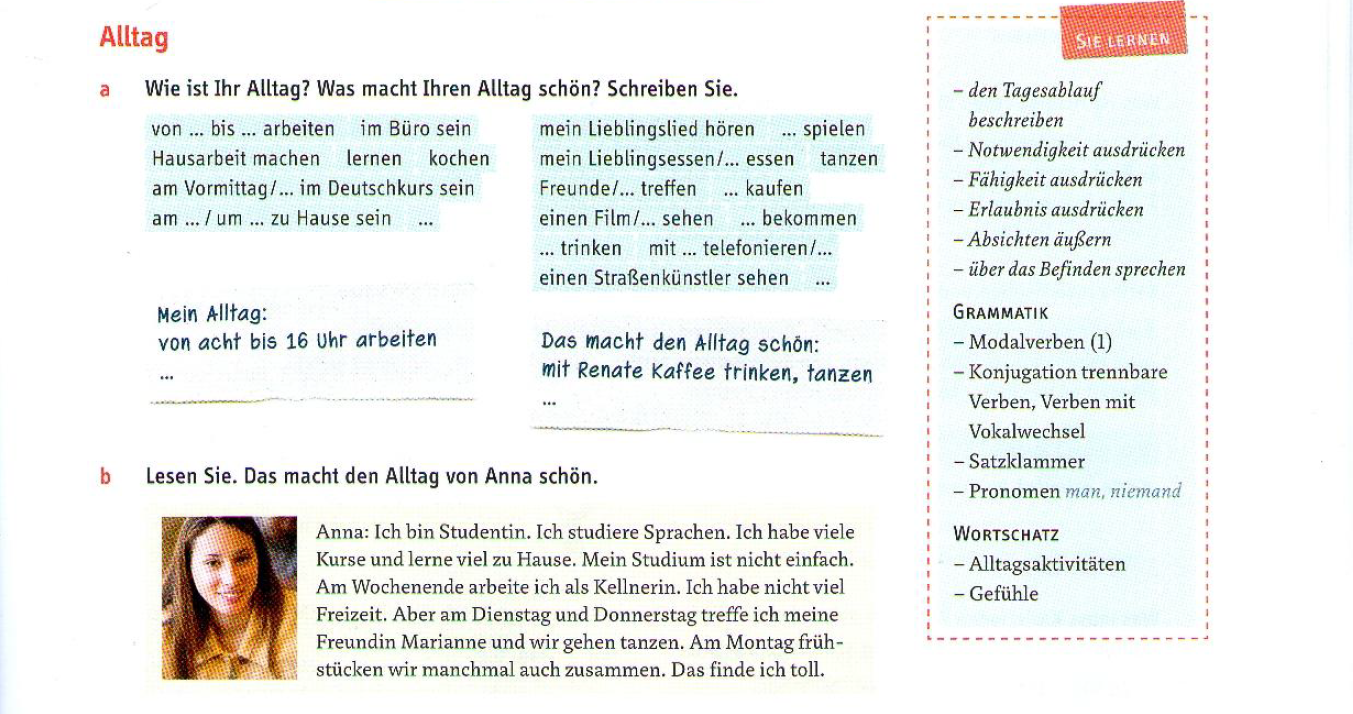 Alltag
a Wie ist Ihr Alltag? Was macht Ihren Alltag schön? Schreiben Sie.
von ... bis ... arbeiten im Büro sein
Hausarbeit machen lernen kochen
am Vormittag/... im Deutschkurs sein
am ... / um ... zu Hause sein ...
mein Lieblingslied hören ... spielen
mein Lieblingsessen/... essen tanzen
Freunde/... treffen ... kaufen
einen Film/... sehen ... bekommen
... trinken mit ... telefonieren/...
einen Straßenkünstler sehen ...
Mein Alltag:
von acht bis 16 Uhr arbeiten
...
Das macht den Alltag schön:
mit Renate Kaffee trinken, tanzen
...
b Lesen Sie. Das macht den Alltag von Anna schön.
Anna: Ich bin Studentin. Ich studiere Sprachen. Ich habe viele
Kurse und lerne viel zu Hause. Mein Studium ist nicht einfach.
Am Wochenende arbeite ich als Kellnerin. Ich habe nicht viel
Freizeit. Aber am Dienstag und Donnerstag treffe ich meine
Freundin Marianne und wir gehen tanzen. Am Montag früh-
stücken wir manchmal auch zusammen. Das finde ich toll.
SIE LERNEN
– den Tagesablauf
beschreiben
– Notwendigkeit ausdrücken
– Fähigkeit ausdrücken
– Erlaubnis ausdrücken
– Absichten äußern
– über das Befinden sprechen
GRAMMATIK
– Modalverben (1)
– Konjugation trennbare
Verben, Verben mit
Vokalwechsel
– Satzklammer
– Pronomen man, niemand
WORTSCHATZ
– Alltagsaktivitäten
– Gefühle